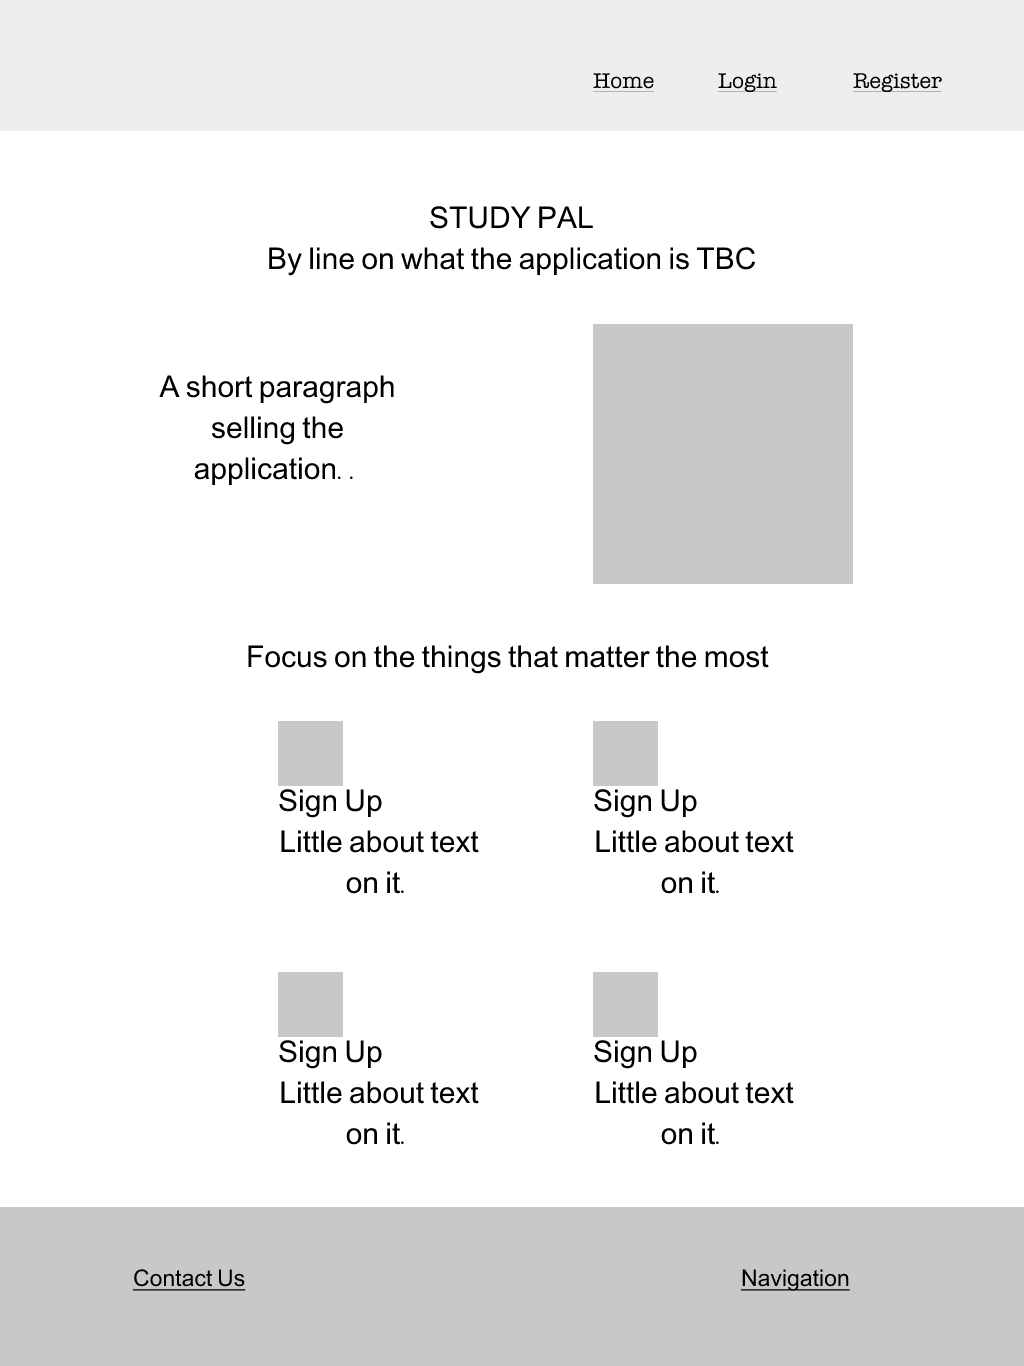 Home Login Register
STUDY PAL
By line on what the application is TBC
A short paragraph
selling the
application. .
Focus on the things that matter the most
Sign Up
Little about text
on it.
Sign Up
Little about text
on it.
Sign Up
Little about text
on it.
Sign Up
Little about text
on it.
Contact Us
Navigation